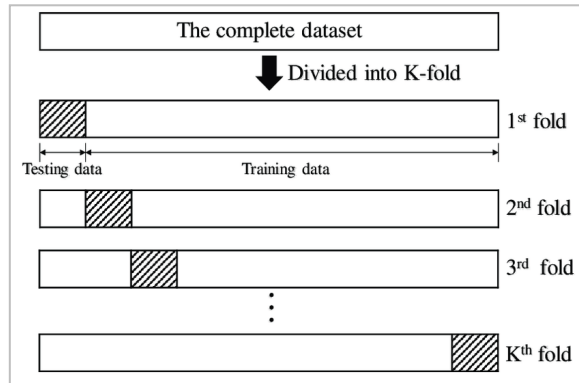 The complete dataset
Divided into K-fold
1st fold
Testing data
Training data
2nd fold
3rd fold
Kth fold